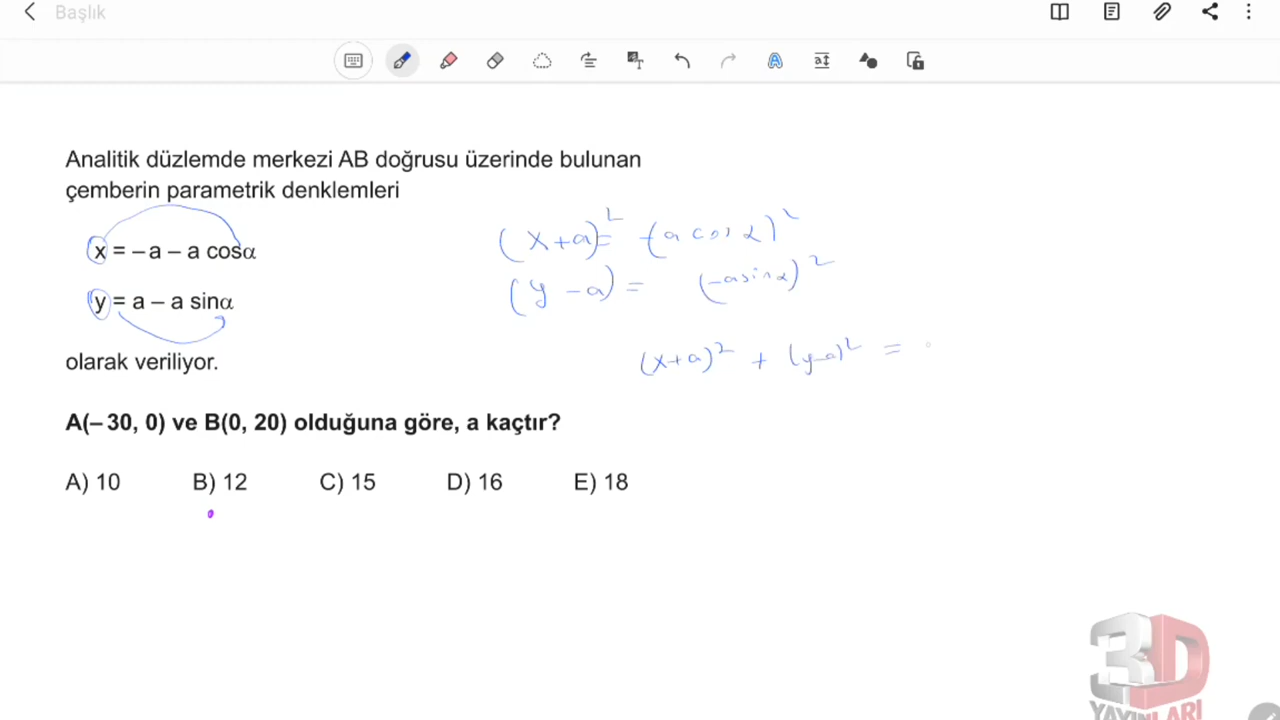 Başlık
Analitik düzlemde merkezi AB doğrusu üzerinde bulunan
çemberin parametrik denklemleri
x = – a – a cosα
y = a – a sinα
olarak veriliyor.
(x+a)² = -(a cos α)²
(y -a) = (-a sin α)²
(x+a)² + (y-a)² =
A(– 30, 0) ve B(0, 20) olduğuna göre, a kaçtır?
A) 10 B) 12 C) 15 D) 16 E) 18
3D
YAYINLARI